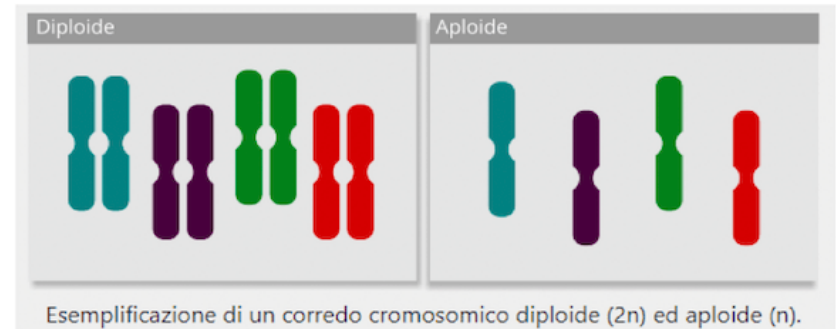 Diploide
Aploide
Esemplificazione di un corredo cromosomico diploide (2n) ed aploide (n).